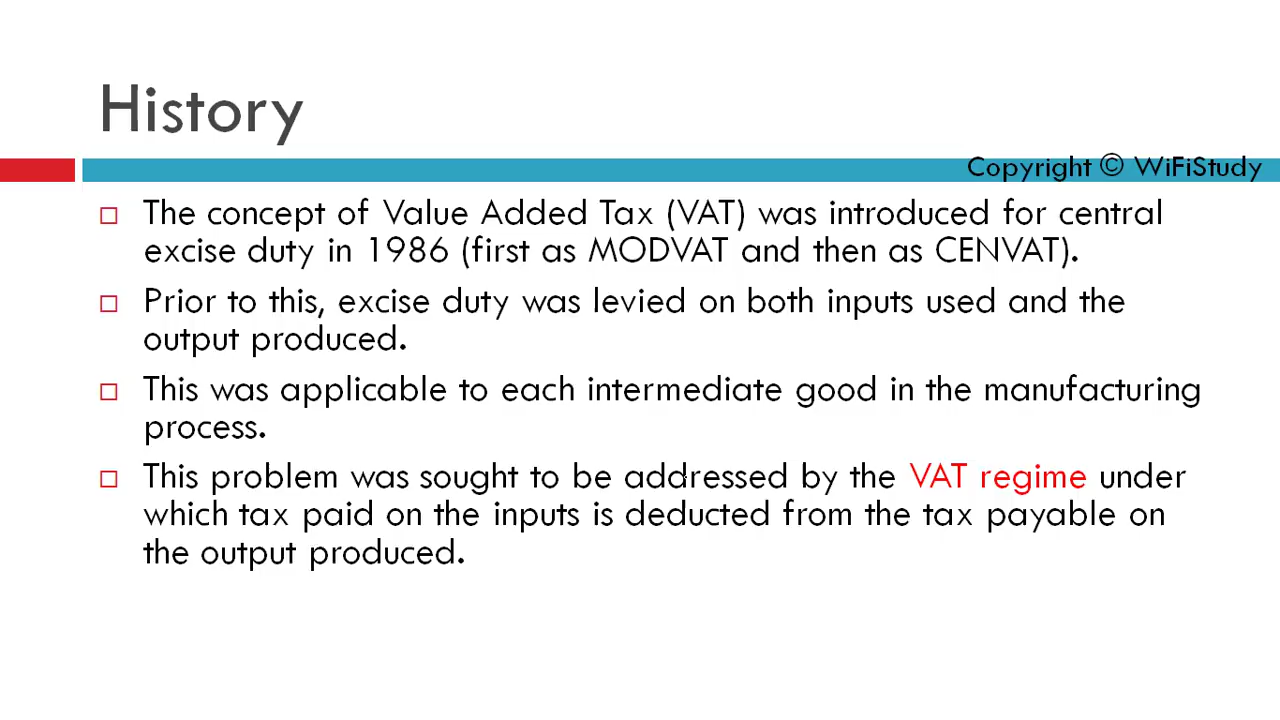 History
Copyright © WiFiStudy
The concept of Value Added Tax (VAT) was introduced for central
excise duty in 1986 (first as MODVAT and then as CENVAT).
Prior to this, excise duty was levied on both inputs used and the
output produced.
This was applicable to each intermediate good in the manufacturing
process.
This problem was sought to be addressed by the VAT regime under
which tax paid on the inputs is deducted from the tax payable on
the output produced.